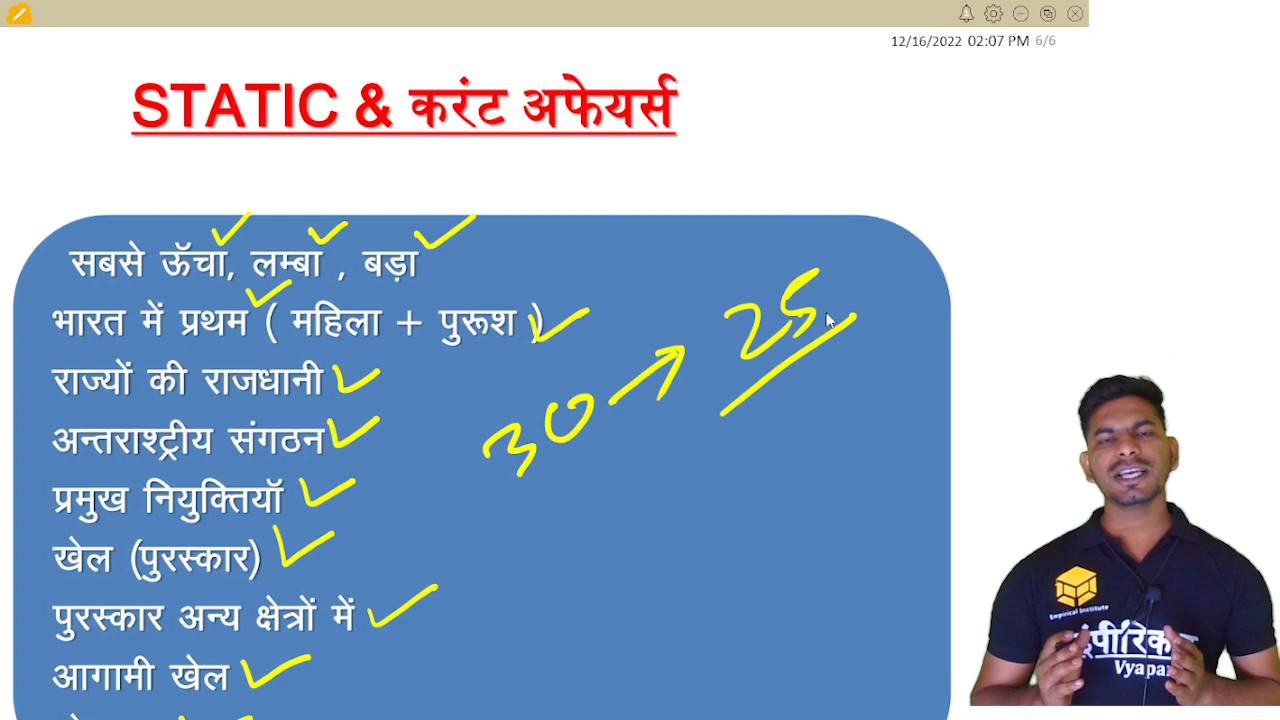 12/16/2022 02:07 PM 6/6
STATIC & करंट अफेयर्स
सबसे ऊॅचा, लम्बा , बड़ा
भारत में प्रथम ( महिला + पुरूश )
राज्यों की राजधानी
अन्तराश्ट्रीय संगठन
प्रमुख नियुक्तियॉ
खेल (पुरस्कार)
पुरस्कार अन्य क्षेत्रों में
आगामी खेल
30 → 25
Empirical Institute